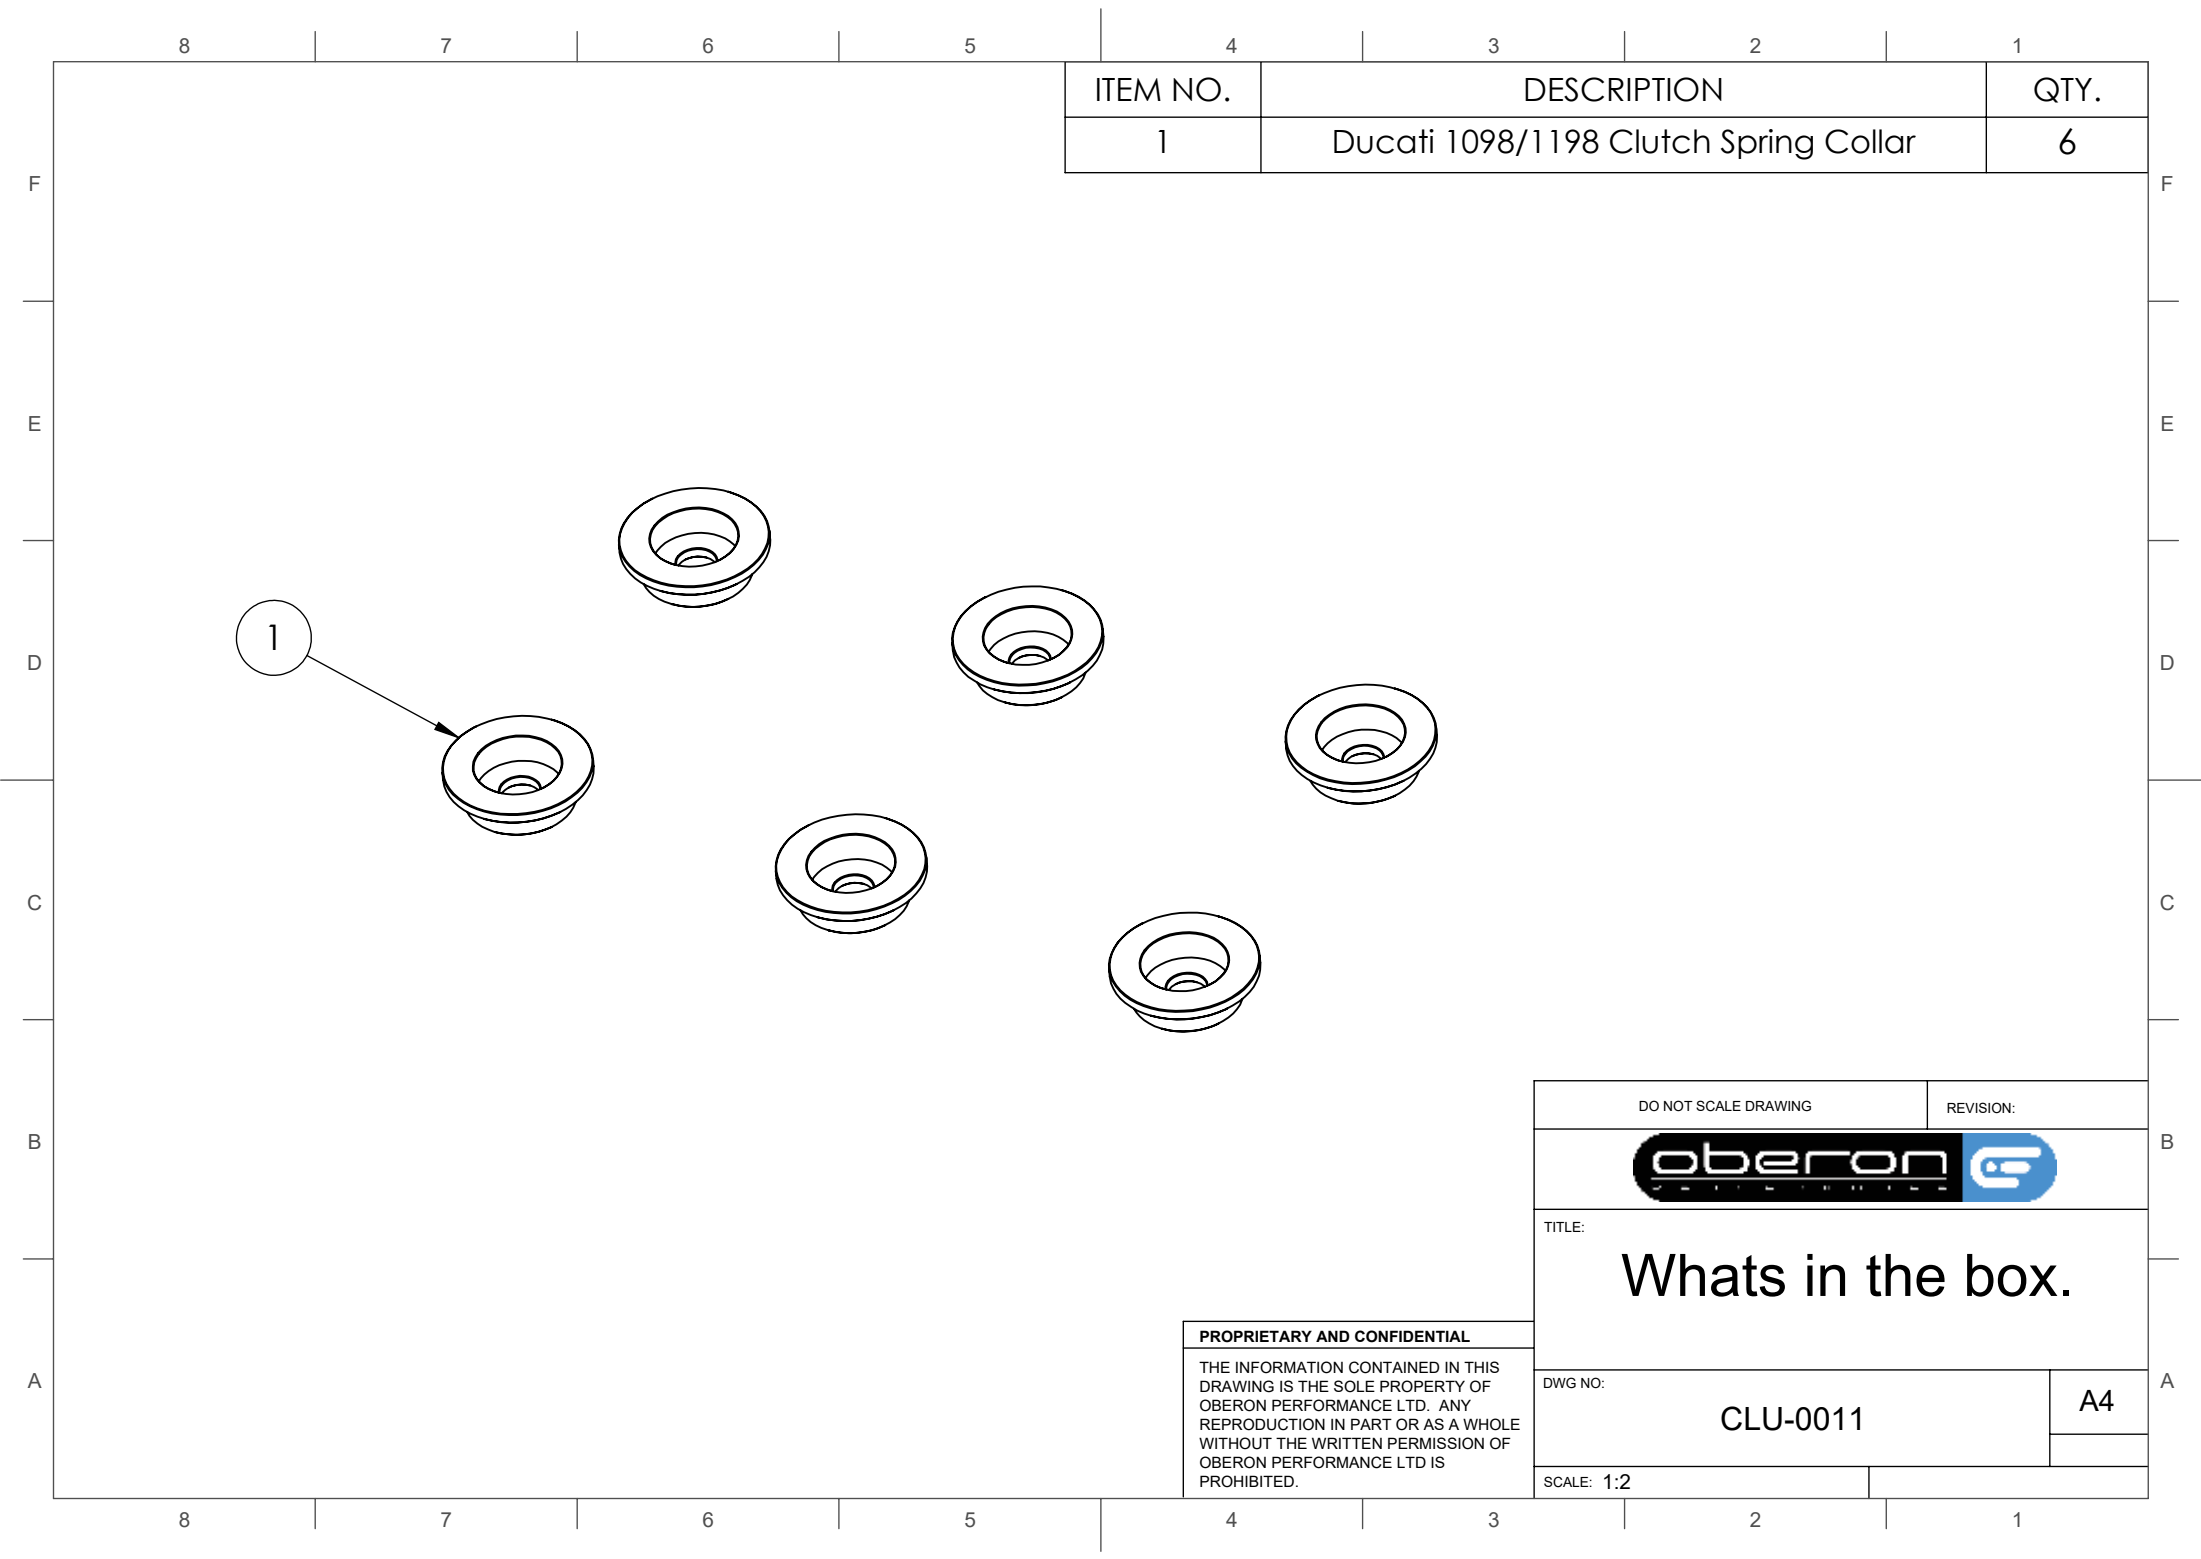 8 7 6 5 4 3 2 1
ITEM NO. DESCRIPTION QTY.
1 Ducati 1098/1198 Clutch Spring Collar 6
F F
E E
1
D D
C C
DO NOT SCALE DRAWING REVISION:
B B
oberon
TITLE:
Whats in the box.
PROPRIETARY AND CONFIDENTIAL
THE INFORMATION CONTAINED IN THIS
DRAWING IS THE SOLE PROPERTY OF
OBERON PERFORMANCE LTD. ANY
REPRODUCTION IN PART OR AS A WHOLE
WITHOUT THE WRITTEN PERMISSION OF
OBERON PERFORMANCE LTD IS
PROHIBITED.
A A
DWG NO:
CLU-0011
A4
SCALE: 1:2
8 7 6 5 4 3 2 1